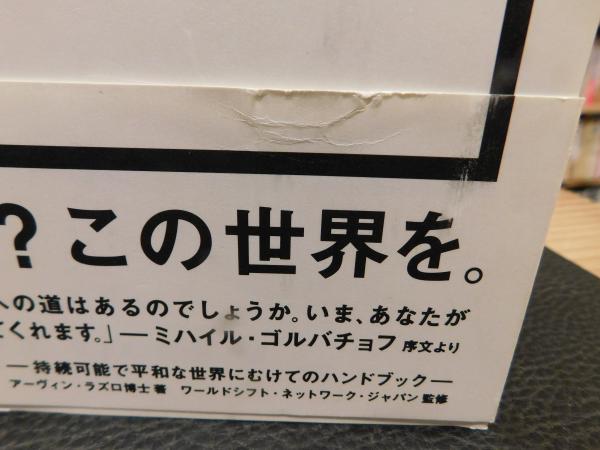 ? この世界を。
への道はあるのでしょうか。いま、あなたが
てくれます。」—ミハイル・ゴルバチョフ 序文より
—持続可能で平和な世界にむけてのハンドブック—
アーヴィン・ラズロ博士 著 ワールドシフト・ネットワーク・ジャパン 監修